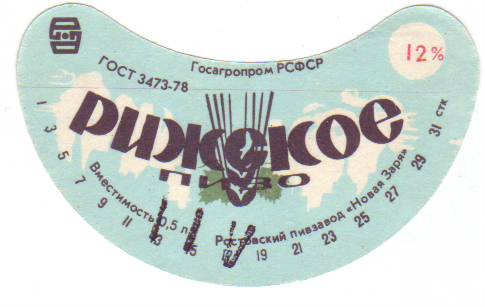 Госагропром РСФСР
12%
ГОСТ 3473-78
Рижское
пиво
Вместимость 0,5 л
Ростовский пивзавод «Новая Заря»
1 3 5 7 9 11 13 15 19 21 23 25 27 29 31 стк